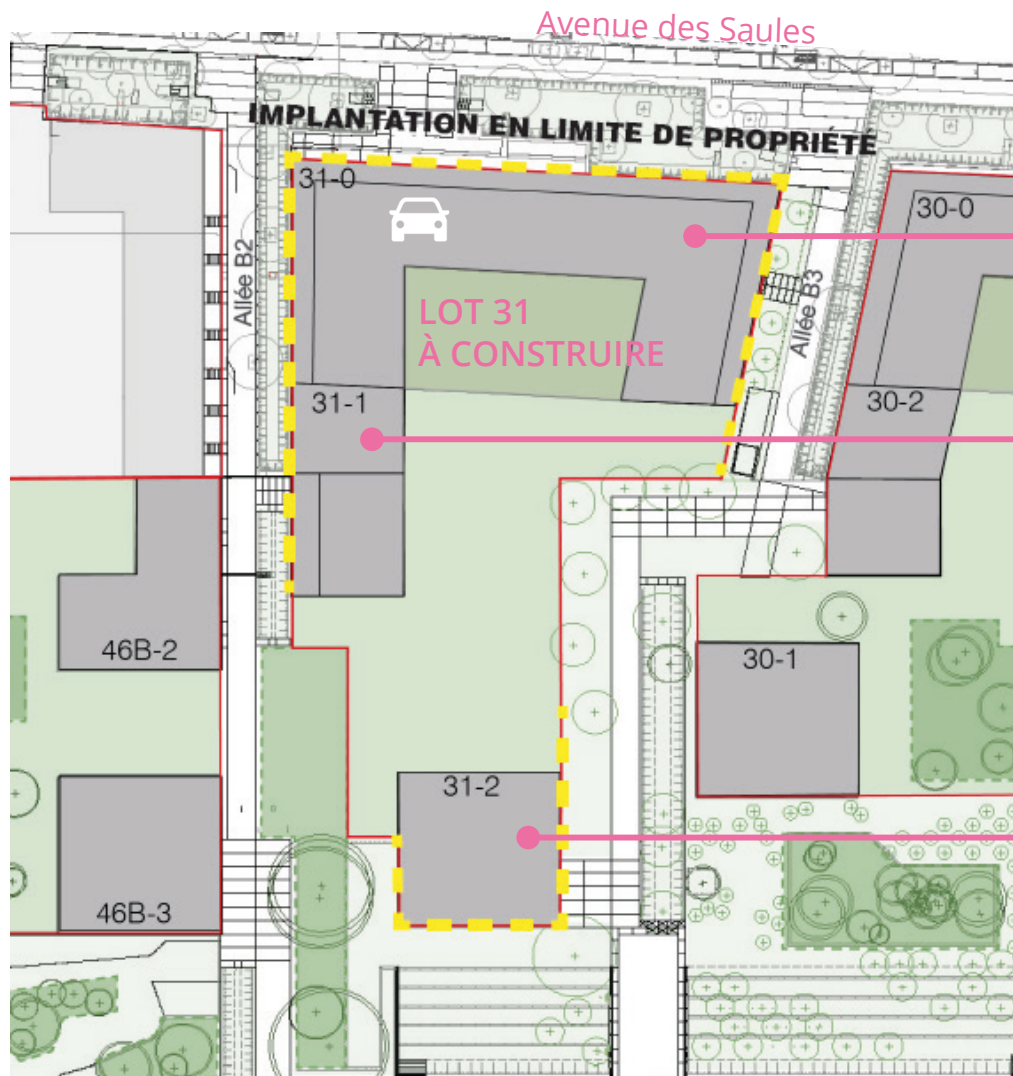 Avenue des Saules
IMPLANTATION EN LIMITE DE PROPRIÉTÉ
31-0
30-0
Allée B2
Allée B3
LOT 31
À CONSTRUIRE
31-1
30-2
46B-2
30-1
31-2
46B-3